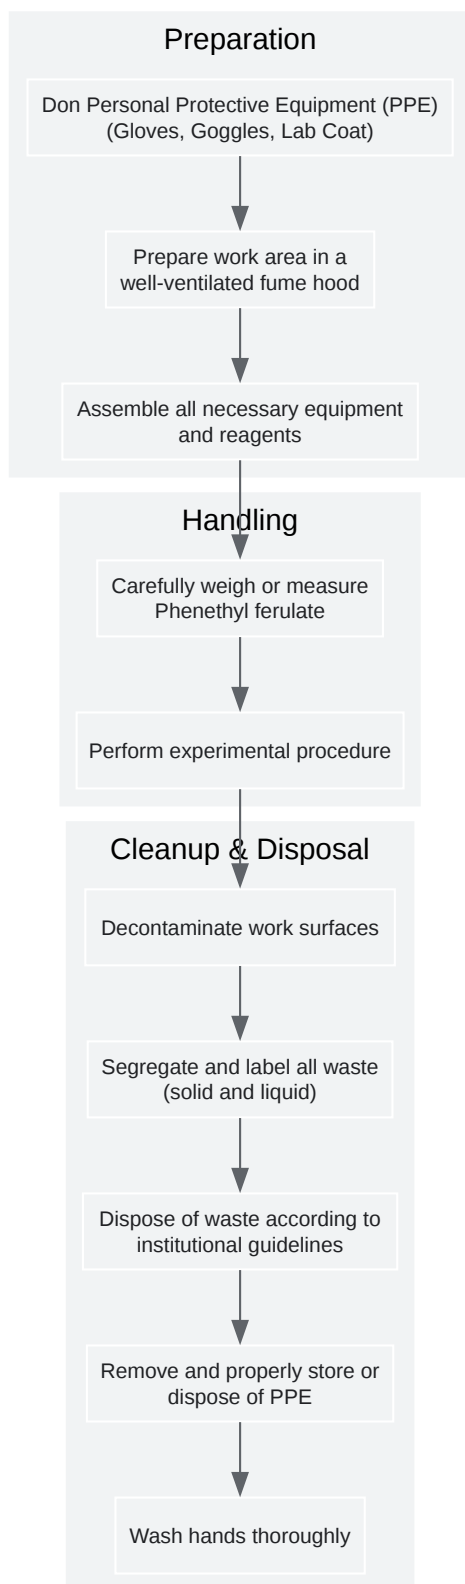 Preparation
Don Personal Protective Equipment (PPE)
(Gloves, Goggles, Lab Coat)
Prepare work area in a
well-ventilated fume hood
Assemble all necessary equipment
and reagents
Handling
Carefully weigh or measure
Phenethyl ferulate
Perform experimental procedure
Cleanup & Disposal
Decontaminate work surfaces
Segregate and label all waste
(solid and liquid)
Dispose of waste according to
institutional guidelines
Remove and properly store or
dispose of PPE
Wash hands thoroughly